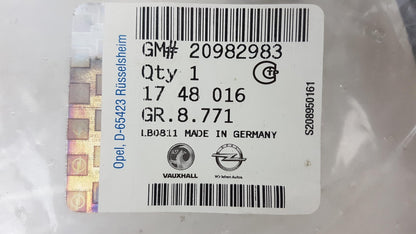 GM# 20982983
Qty 1
17 48 016
GR.8.771
LB0811 MADE IN GERMANY
VAUXHALL
Opel, D-65423 Rüsselsheim
S208950161